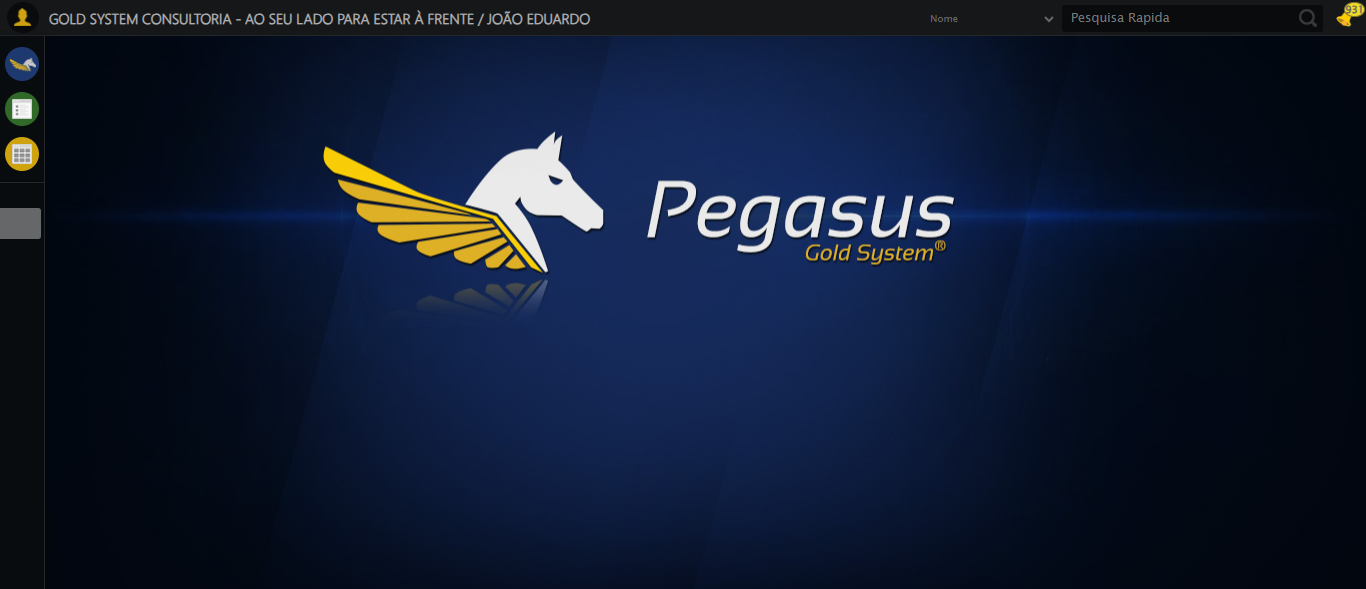 GOLD SYSTEM CONSULTORIA - AO SEU LADO PARA ESTAR À FRENTE / JOÃO EDUARDO
Nome
Pesquisa Rapida
931
Pegasus
Gold System®